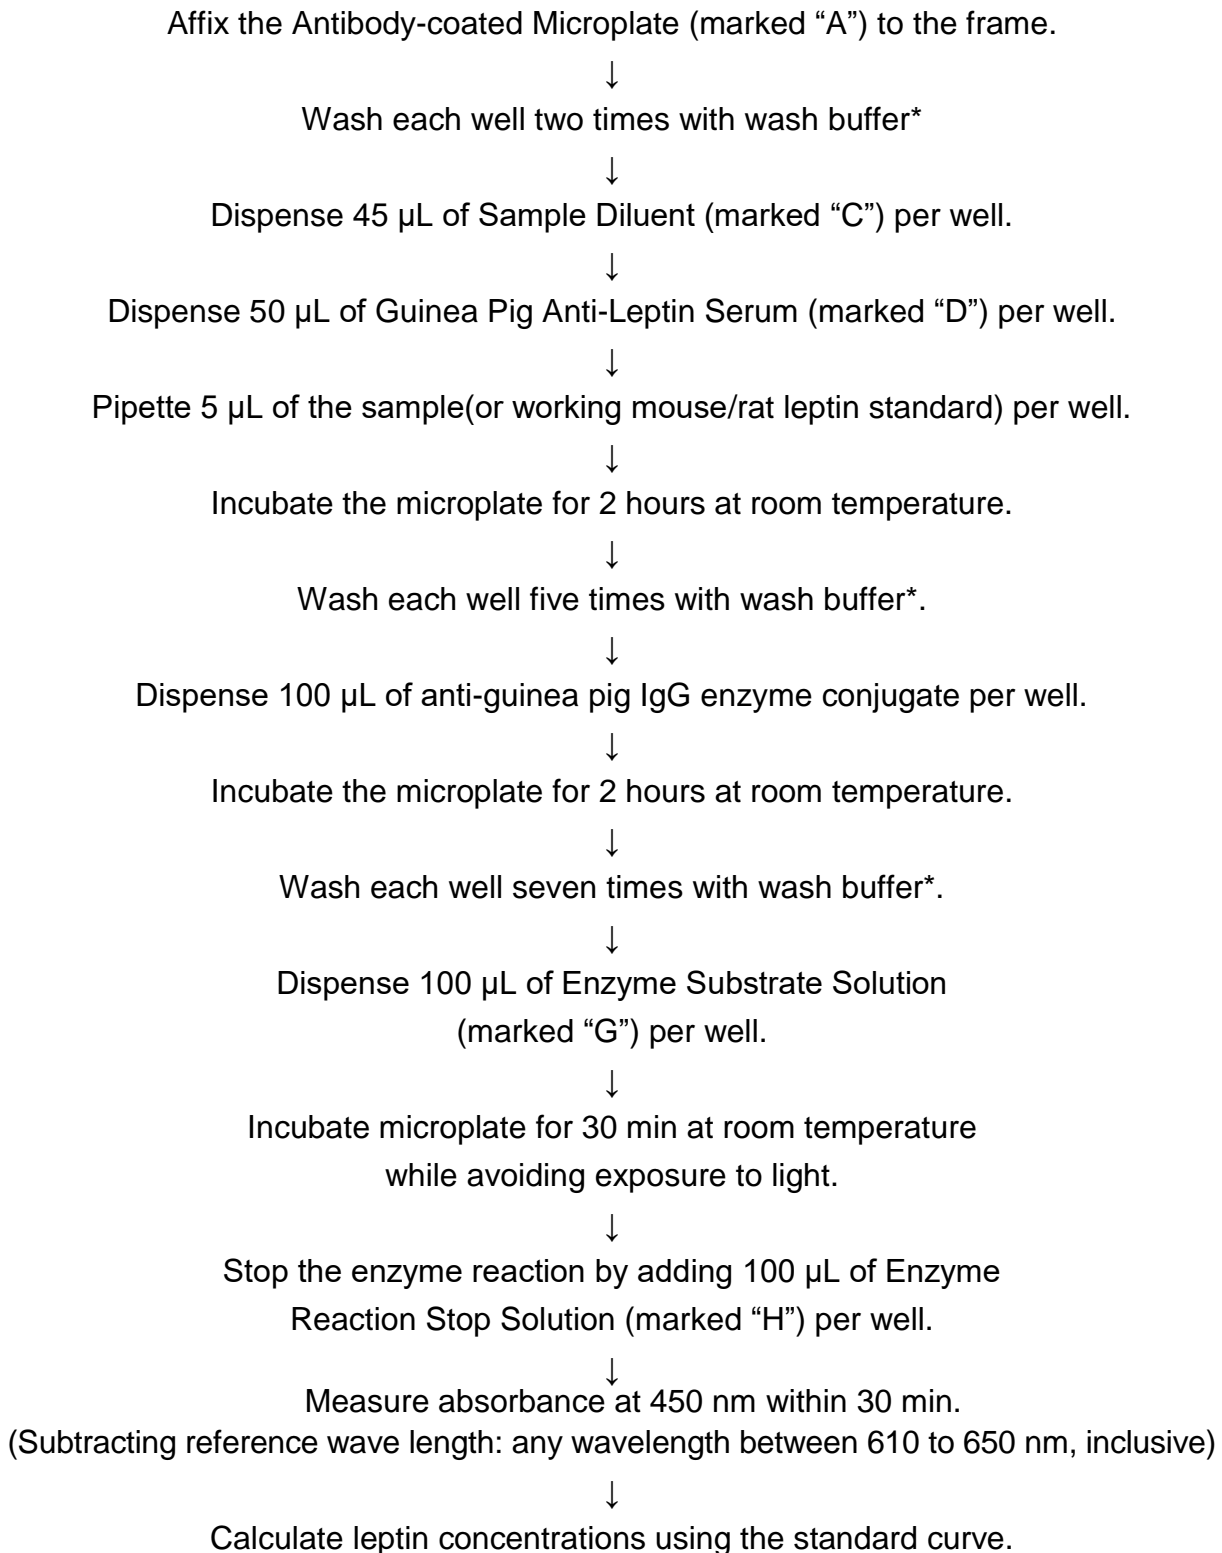 Affix the Antibody-coated Microplate (marked “A”) to the frame.
↓
Wash each well two times with wash buffer*
↓
Dispense 45 µL of Sample Diluent (marked “C”) per well.
↓
Dispense 50 µL of Guinea Pig Anti-Leptin Serum (marked “D”) per well.
↓
Pipette 5 µL of the sample(or working mouse/rat leptin standard) per well.
↓
Incubate the microplate for 2 hours at room temperature.
↓
Wash each well five times with wash buffer*.
↓
Dispense 100 µL of anti-guinea pig IgG enzyme conjugate per well.
↓
Incubate the microplate for 2 hours at room temperature.
↓
Wash each well seven times with wash buffer*.
↓
Dispense 100 µL of Enzyme Substrate Solution
(marked “G”) per well.
↓
Incubate microplate for 30 min at room temperature
while avoiding exposure to light.
↓
Stop the enzyme reaction by adding 100 µL of Enzyme
Reaction Stop Solution (marked “H”) per well.
↓
Measure absorbance at 450 nm within 30 min.
(Subtracting reference wave length: any wavelength between 610 to 650 nm, inclusive)
↓
Calculate leptin concentrations using the standard curve.